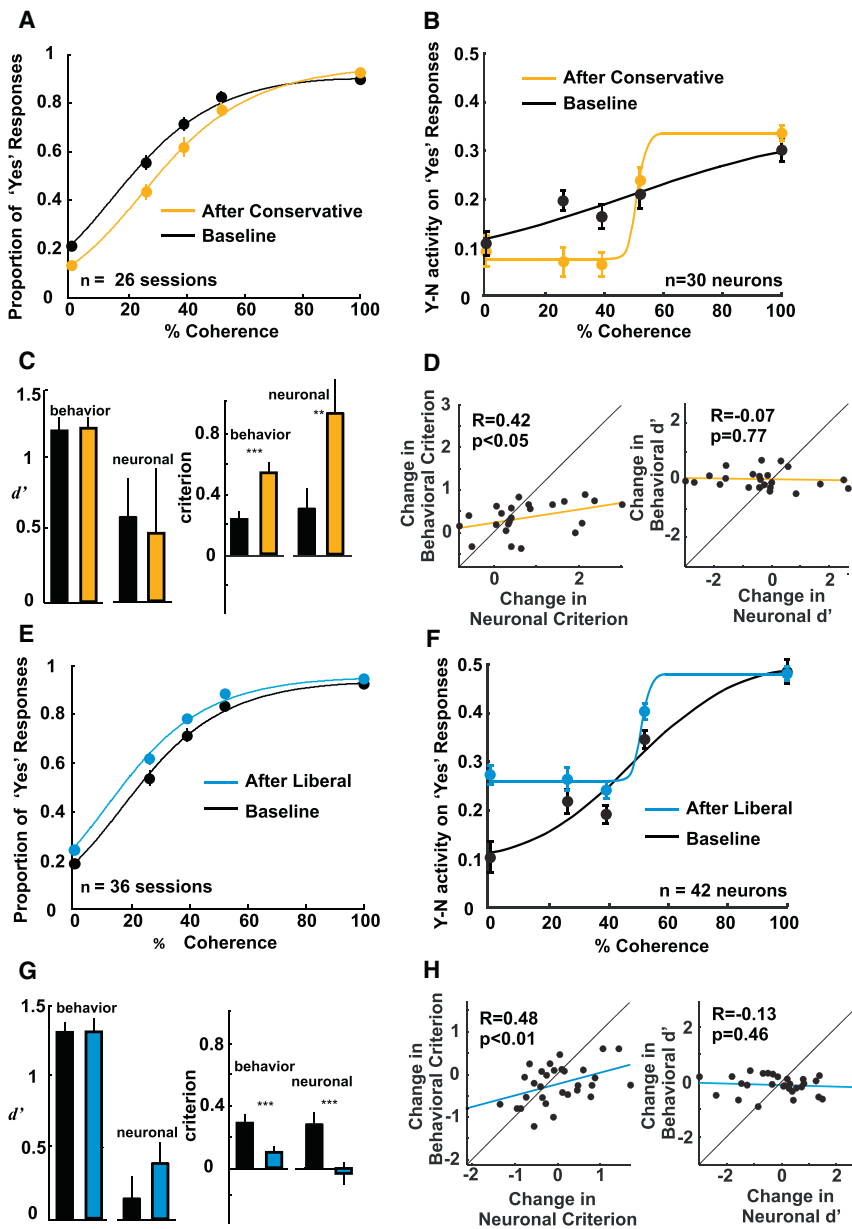 A
Proportion of 'Yes' Responses
1
0.8
0.6
0.4
0.2
0
After Conservative
Baseline
n = 26 sessions
0 20 40 60 80 100
% Coherence
B
Y-N activity on 'Yes' Responses
0.5
0.4
0.3
0.2
0.1
0
After Conservative
Baseline
n=30 neurons
0 20 40 60 80 100
% Coherence
C
1.5
1
d'
0.5
0
behavior
neuronal
criterion
0.8
0.4
0
behavior
***
neuronal
**
D
Change in
Behavioral Criterion
3
2
1
0
R=0.42
p<0.05
0 2
Change in
Neuronal Criterion
Change in
Behavioral d'
2
0
-2
R=-0.07
p=0.77
-2 0 2
Change in
Neuronal d'
E
Proportion of 'Yes' Responses
1
0.8
0.6
0.4
0.2
0
After Liberal
Baseline
n = 36 sessions
0 20 40 60 80 100
% Coherence
F
Y-N activity on 'Yes' Responses
0.5
0.4
0.3
0.2
0.1
0
After Liberal
Baseline
n = 42 neurons
0 20 40 60 80 100
% Coherence
G
1.5
1
d'
0.5
0
behavior
neuronal
criterion
0.8
0.4
0
behavior
***
neuronal
***
H
Change in
Behavioral Criterion
2
1
0
-1
-2
R=0.48
p<0.01
-2 -1 0 1
Change in
Neuronal Criterion
Change in
Behavioral d'
2
0
-2
R=-0.13
p=0.46
-2 0 2
Change in
Neuronal d'